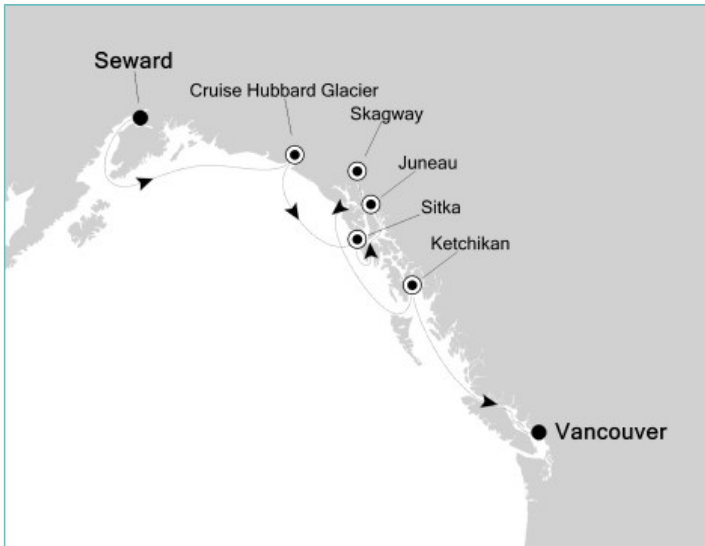 Seward
Cruise Hubbard Glacier
Skagway
Juneau
Sitka
Ketchikan
Vancouver